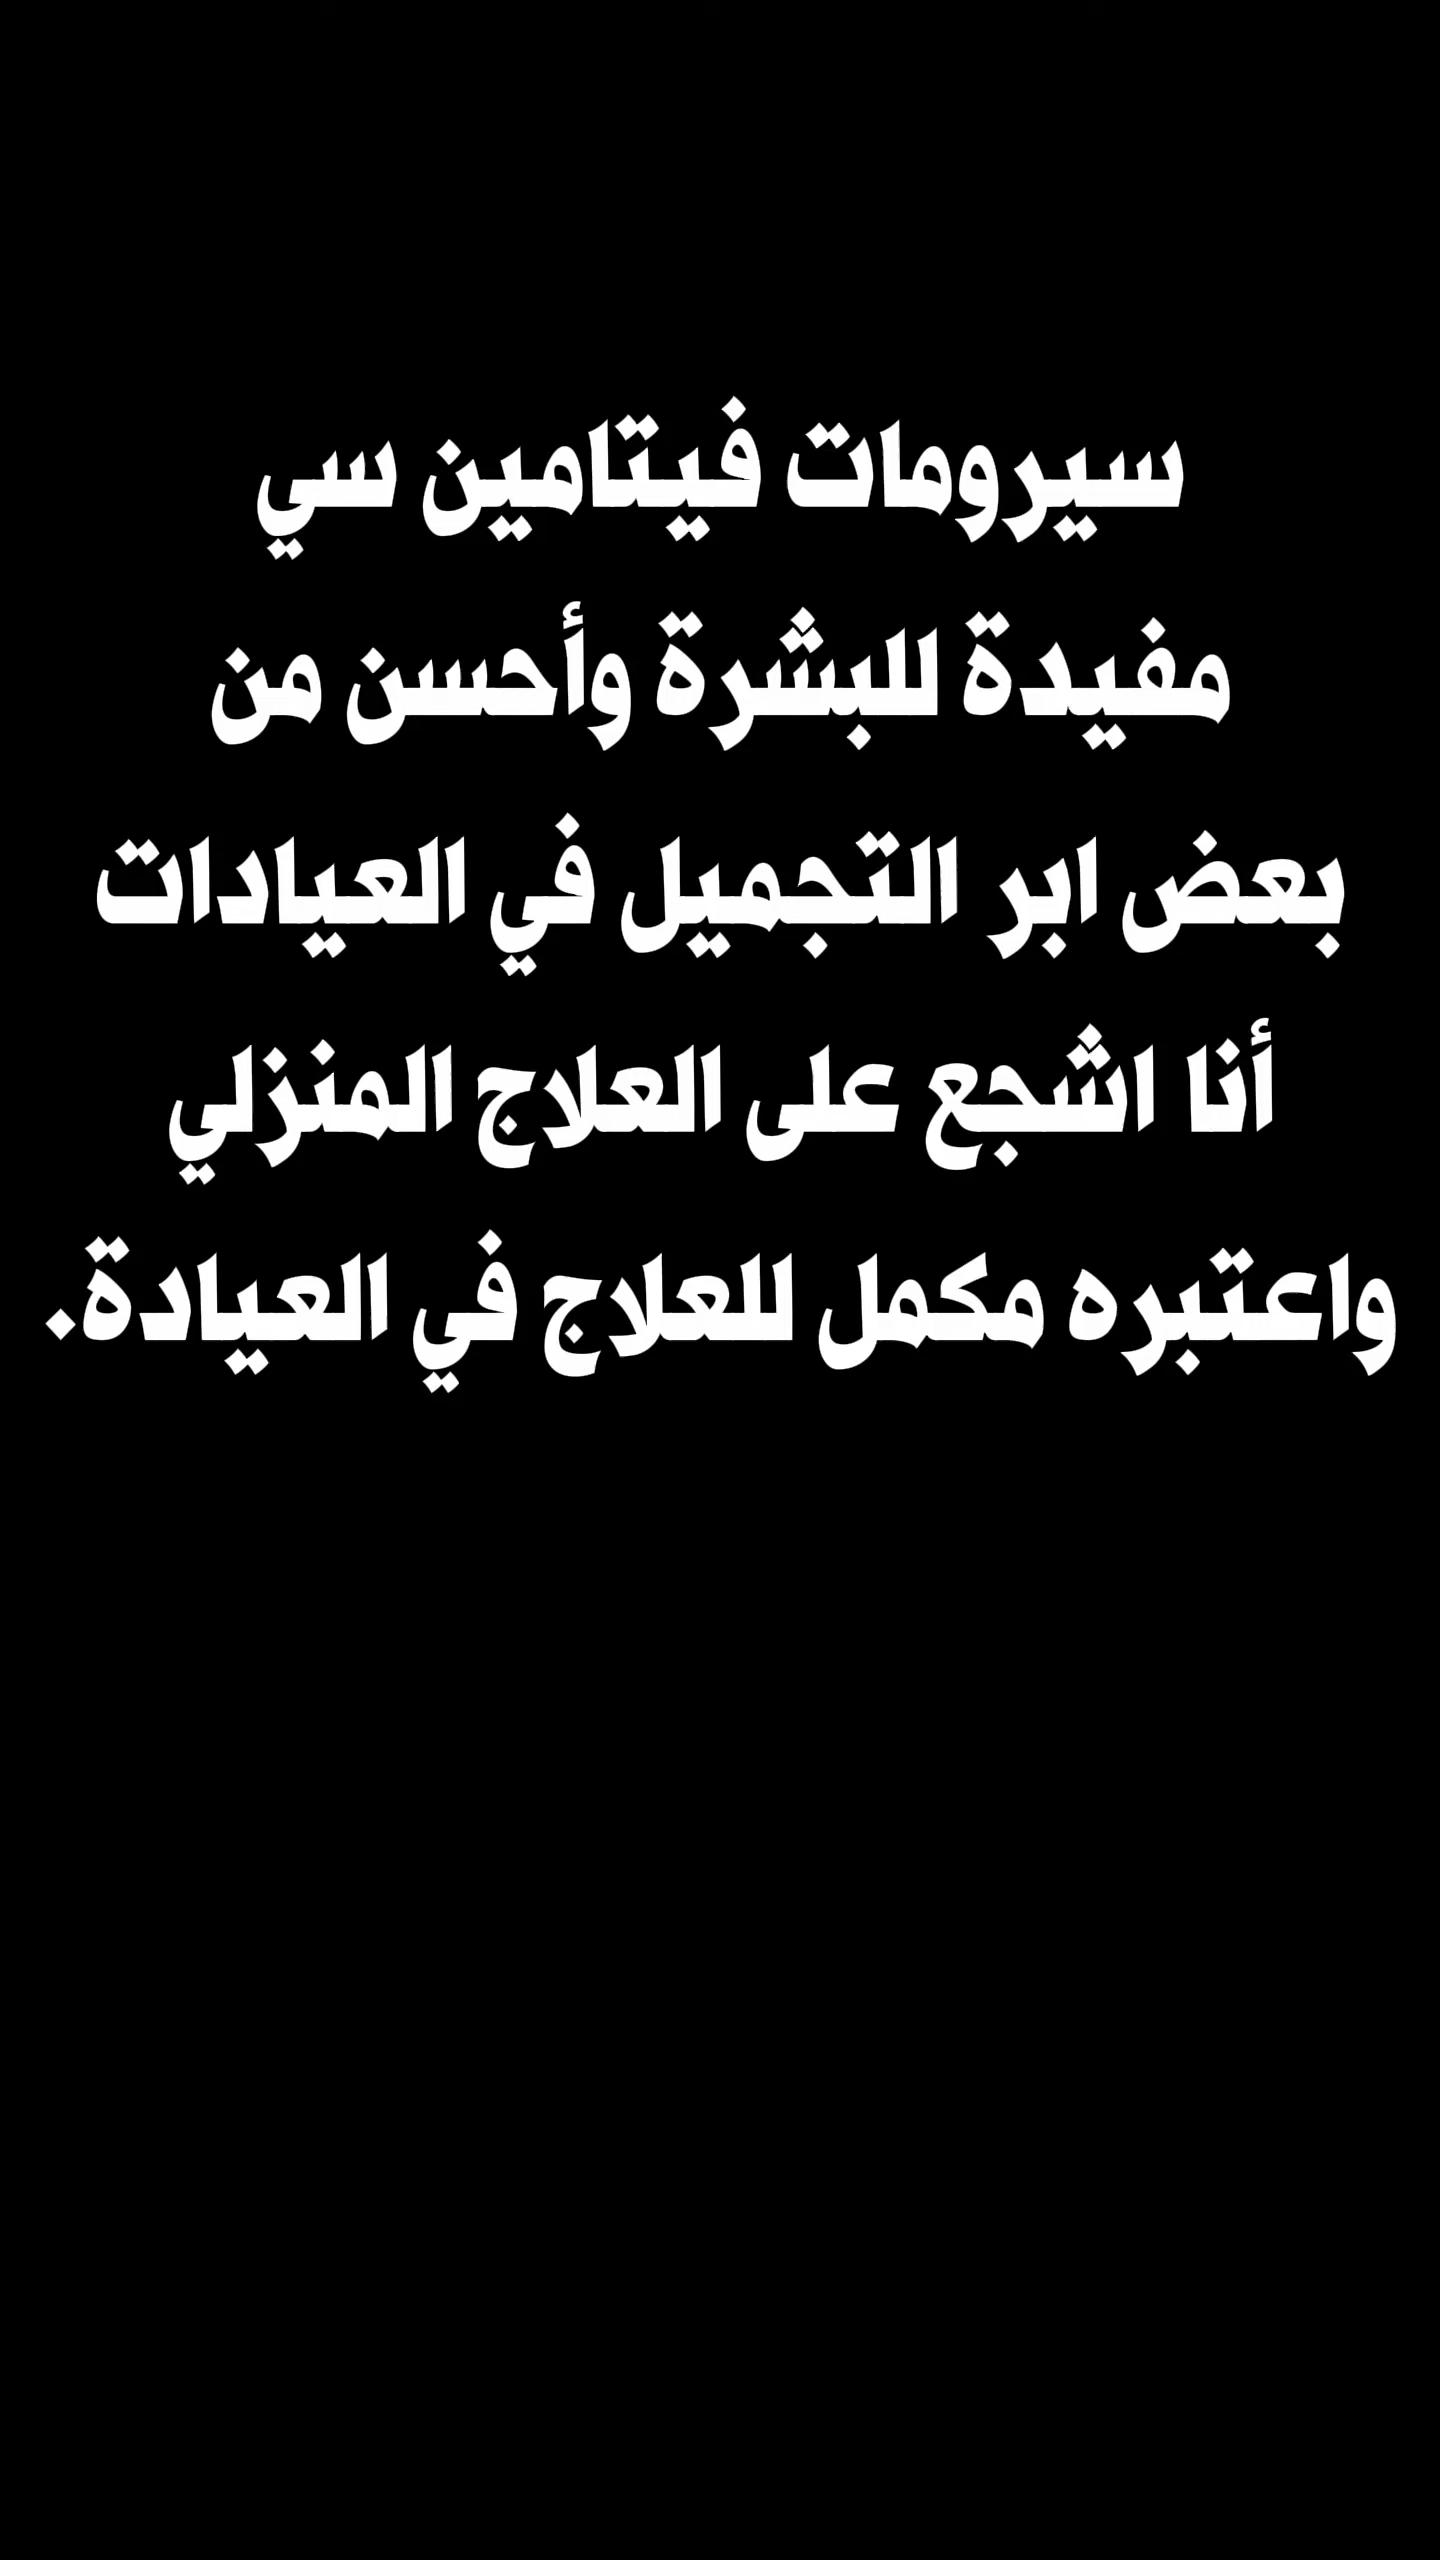 سيرومات فيتامين سي
مفيدة للبشرة وأحسن من
بعض ابر التجميل في العيادات
أنا اشجع على العلاج المنزلي
واعتبره مكمل للعلاج في العيادة.